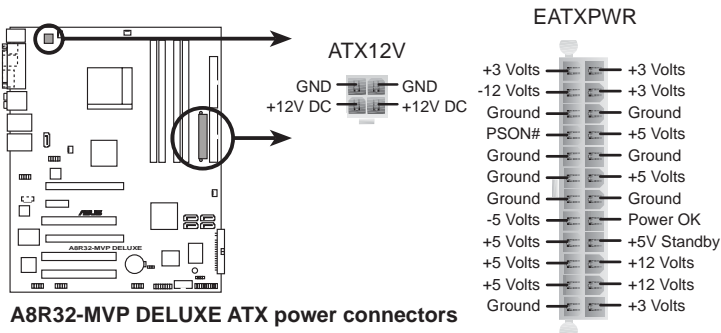 EATXPWR
ATX12V
GND GND
+12V DC +12V DC
+3 Volts +3 Volts
-12 Volts +3 Volts
Ground Ground
PSON# +5 Volts
Ground Ground
Ground +5 Volts
Ground Ground
-5 Volts Power OK
+5 Volts +5V Standby
+5 Volts +12 Volts
+5 Volts +12 Volts
Ground +3 Volts
ASUS
A8R32-MVP DELUXE
A8R32-MVP DELUXE ATX power connectors